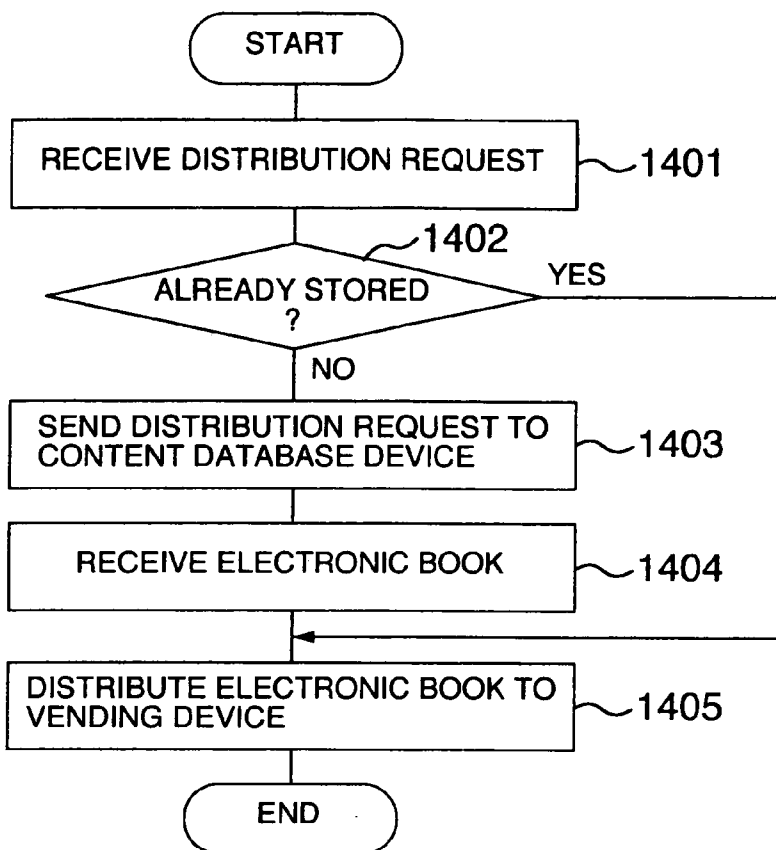 START
RECEIVE DISTRIBUTION REQUEST
1401
1402
ALREADY STORED
?
YES
NO
SEND DISTRIBUTION REQUEST TO
CONTENT DATABASE DEVICE
1403
RECEIVE ELECTRONIC BOOK
1404
DISTRIBUTE ELECTRONIC BOOK TO
VENDING DEVICE
1405
END